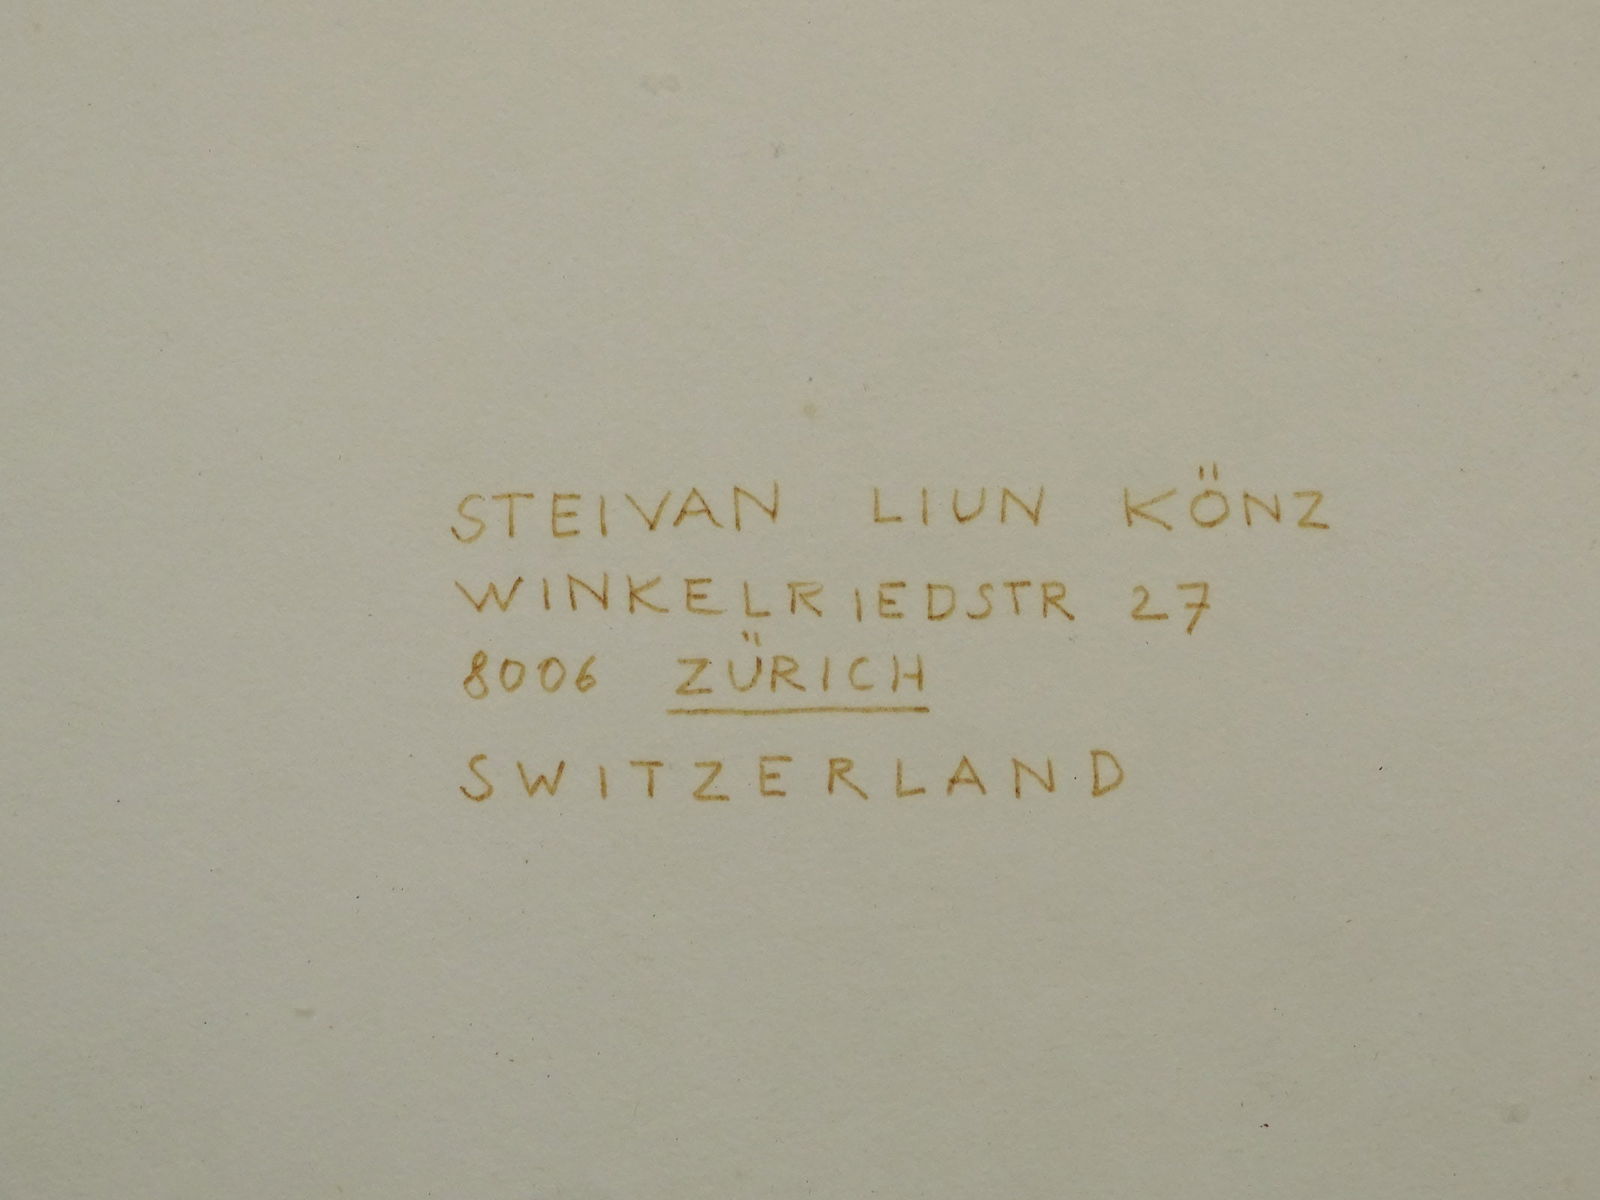 STEIVAN LIUN KÖNZ
WINKELRIEDSTR 27
8006 ZÜRICH
SWITZERLAND